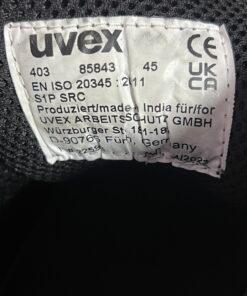 uvex CE
403 85843 45 UK
EN ISO 20345 : 2011 CA
S1P SRC
Produziert/made in India für/for
UVEX ARBEITSSCHUTZ GMBH
Würzburger Str. 181-189
D-90766 Fürth, Germany